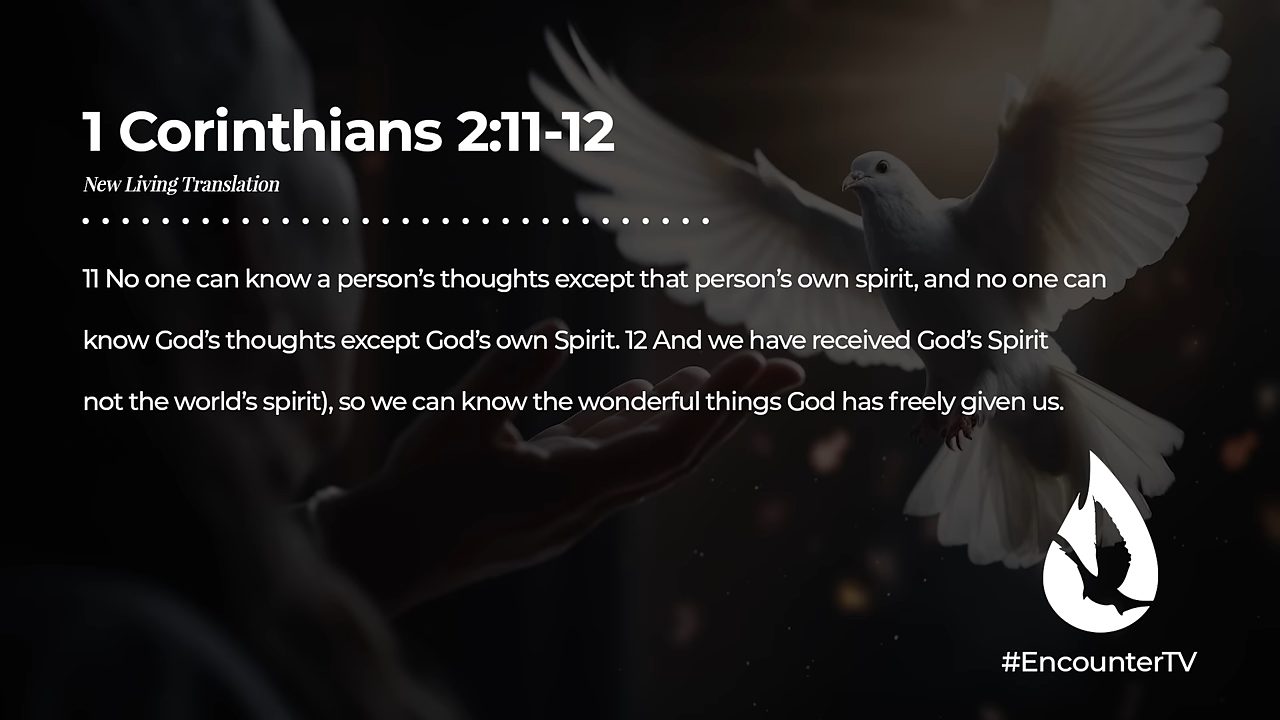 1 Corinthians 2:11-12
New Living Translation
11 No one can know a person’s thoughts except that person’s own spirit, and no one can
know God’s thoughts except God’s own Spirit. 12 And we have received God’s Spirit
not the world’s spirit), so we can know the wonderful things God has freely given us.
#EncounterTV